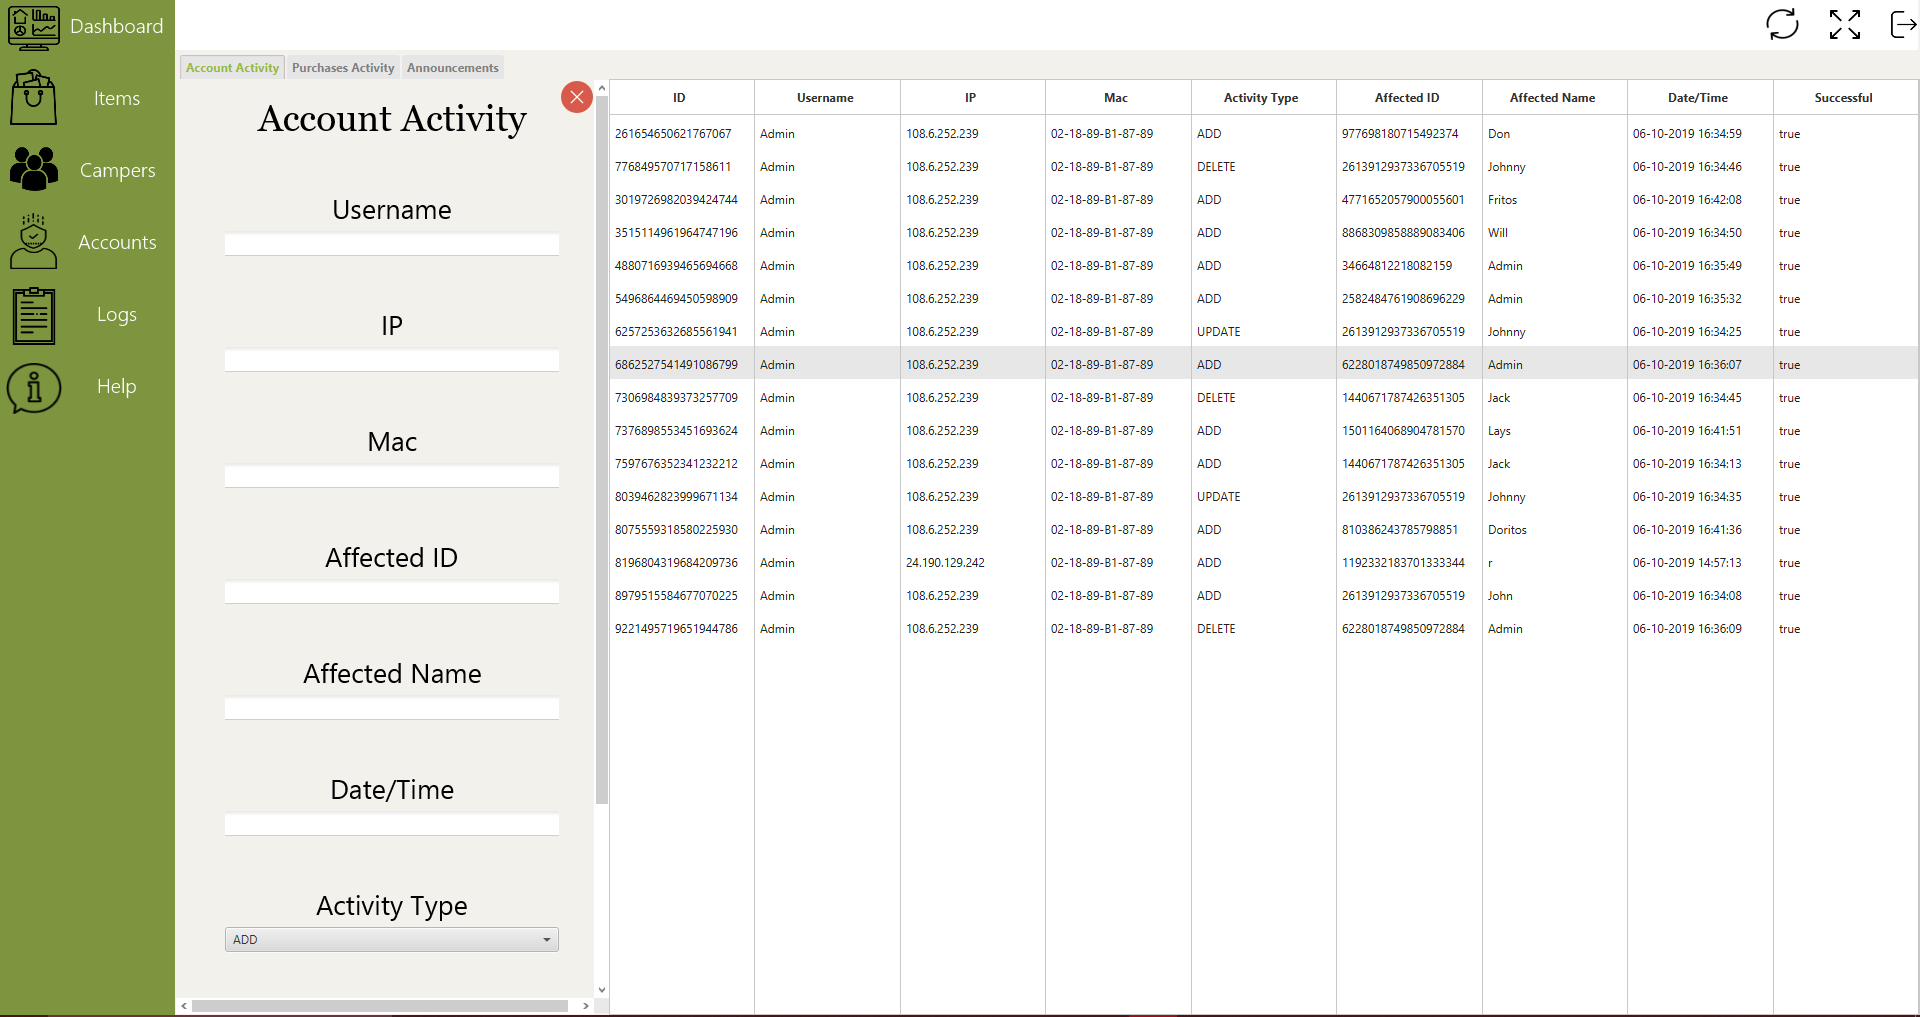 Dashboard
Items
Campers
Accounts
Logs
Help
Account Activity Purchases Activity Announcements
Account Activity
Username
IP
Mac
Affected ID
Affected Name
Date/Time
Activity Type
ADD
ID Username IP Mac Activity Type Affected ID Affected Name Date/Time Successful
261654650621767067 Admin 108.6.252.239 02-18-89-B1-87-89 ADD 977698180715492374 Don 06-10-2019 16:34:59 true
776849570717158611 Admin 108.6.252.239 02-18-89-B1-87-89 DELETE 2613912937336705519 Johnny 06-10-2019 16:34:46 true
3019726982039424744 Admin 108.6.252.239 02-18-89-B1-87-89 ADD 4771652057900055601 Fritos 06-10-2019 16:42:08 true
3515114961964747196 Admin 108.6.252.239 02-18-89-B1-87-89 ADD 8868309858889083406 Will 06-10-2019 16:34:50 true
4880716939465694668 Admin 108.6.252.239 02-18-89-B1-87-89 ADD 34664812218082159 Admin 06-10-2019 16:35:49 true
5496864469450598909 Admin 108.6.252.239 02-18-89-B1-87-89 ADD 2582484761908696229 Admin 06-10-2019 16:35:32 true
6257253632685561941 Admin 108.6.252.239 02-18-89-B1-87-89 UPDATE 2613912937336705519 Johnny 06-10-2019 16:34:25 true
6862527541491086799 Admin 108.6.252.239 02-18-89-B1-87-89 ADD 6228018749850972884 Admin 06-10-2019 16:36:07 true
7306984839373257709 Admin 108.6.252.239 02-18-89-B1-87-89 DELETE 1440671787426351305 Jack 06-10-2019 16:34:45 true
7376898553451693624 Admin 108.6.252.239 02-18-89-B1-87-89 ADD 1501164068904781570 Lays 06-10-2019 16:41:51 true
7597676352341232212 Admin 108.6.252.239 02-18-89-B1-87-89 ADD 1440671787426351305 Jack 06-10-2019 16:34:13 true
8039462823999671134 Admin 108.6.252.239 02-18-89-B1-87-89 UPDATE 2613912937336705519 Johnny 06-10-2019 16:34:35 true
8075559318580225930 Admin 108.6.252.239 02-18-89-B1-87-89 ADD 810386243785798851 Doritos 06-10-2019 16:41:36 true
8196804319684209736 Admin 24.190.129.242 02-18-89-B1-87-89 ADD 1192332183701333344 r 06-10-2019 14:57:13 true
8979515584677070225 Admin 108.6.252.239 02-18-89-B1-87-89 ADD 2613912937336705519 John 06-10-2019 16:34:08 true
9221495719651944786 Admin 108.6.252.239 02-18-89-B1-87-89 DELETE 6228018749850972884 Admin 06-10-2019 16:36:09 true